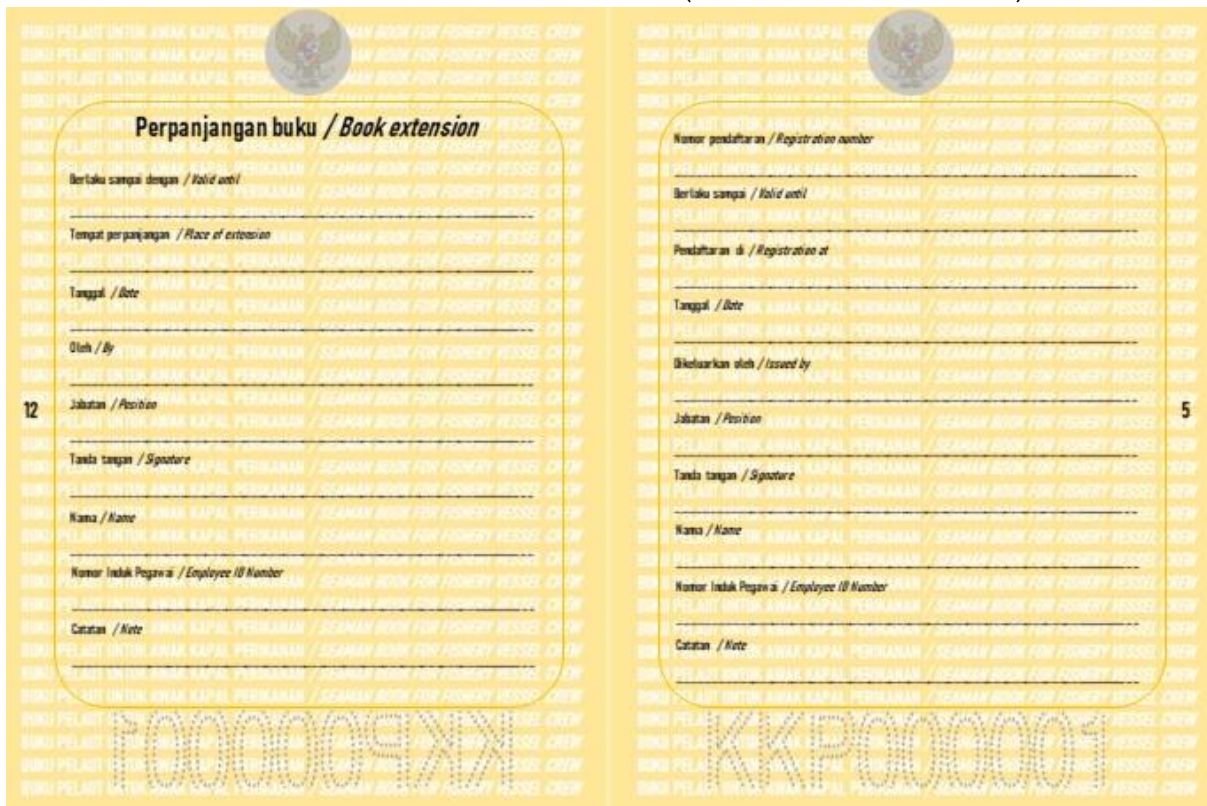 Perpanjangan buku / Book extension
Berlaku sampai dengan / Valid until
Tempat perpanjangan / Place of extension
Tanggal / Date
Oleh / By
12
Jabatan / Position
Tanda tangan / Signature
Nama / Name
Nomor Induk Pegawai / Employee ID Number
Catatan / Note
KKP0000001
Nomor pendaftaran / Registration number
Berlaku sampai / Valid until
Pendaftaran di / Registration at
Tanggal / Date
Dikeluarkan oleh / Issued by
5
Jabatan / Position
Tanda tangan / Signature
Nama / Name
Nomor Induk Pegawai / Employee ID Number
Catatan / Note
KKP0000001
BUKU PELAUT UNTUK AWAK KAPAL PERIKANAN / SEAMAN BOOK FOR FISHERY VESSEL CREW